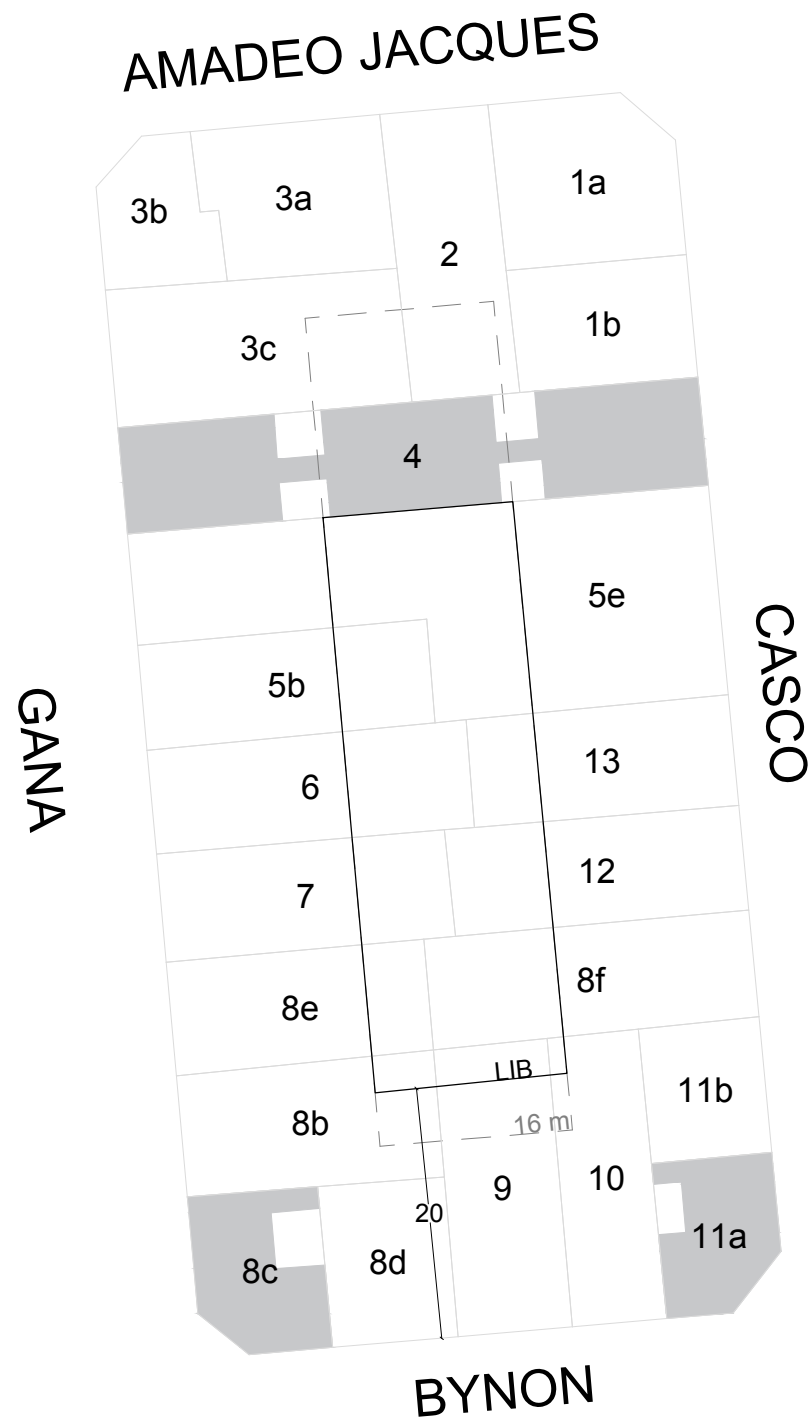 AMADEO JACQUES
3b
3a
2
1a
3c
1b
4
5e
5b
GANA
CASCO
6
13
7
12
8e
8f
LIB
8b
16 m
11b
9
10
20
8c
8d
11a
BYNON